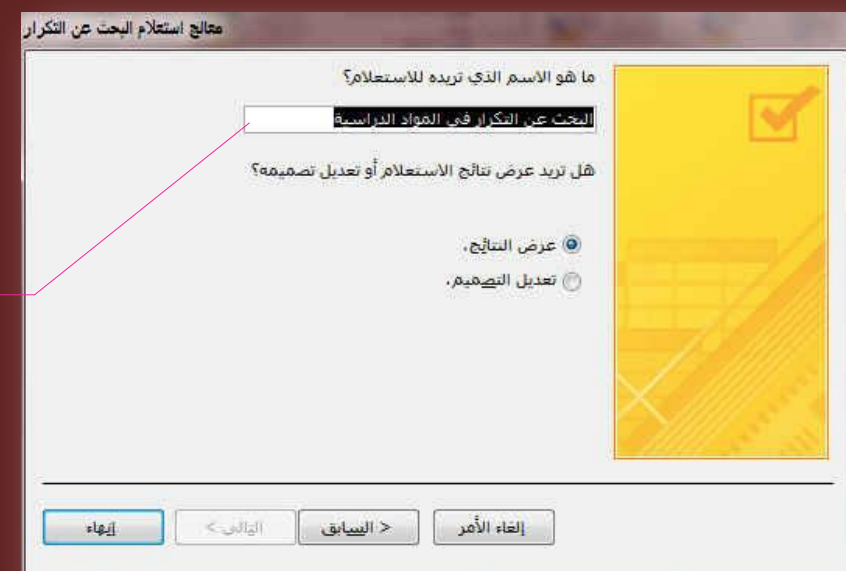 معالج استعلام البحث عن التكرار
ما هو الاسم الذي تريده للاستعلام؟
البحث عن التكرار في المواد الدراسية
هل تريد عرض نتائج الاستعلام أو تعديل تصميمه؟
عرض النتائج.
تعديل التصميم.
إلغاء الأمر
< السابق
التالي >
إنهاء